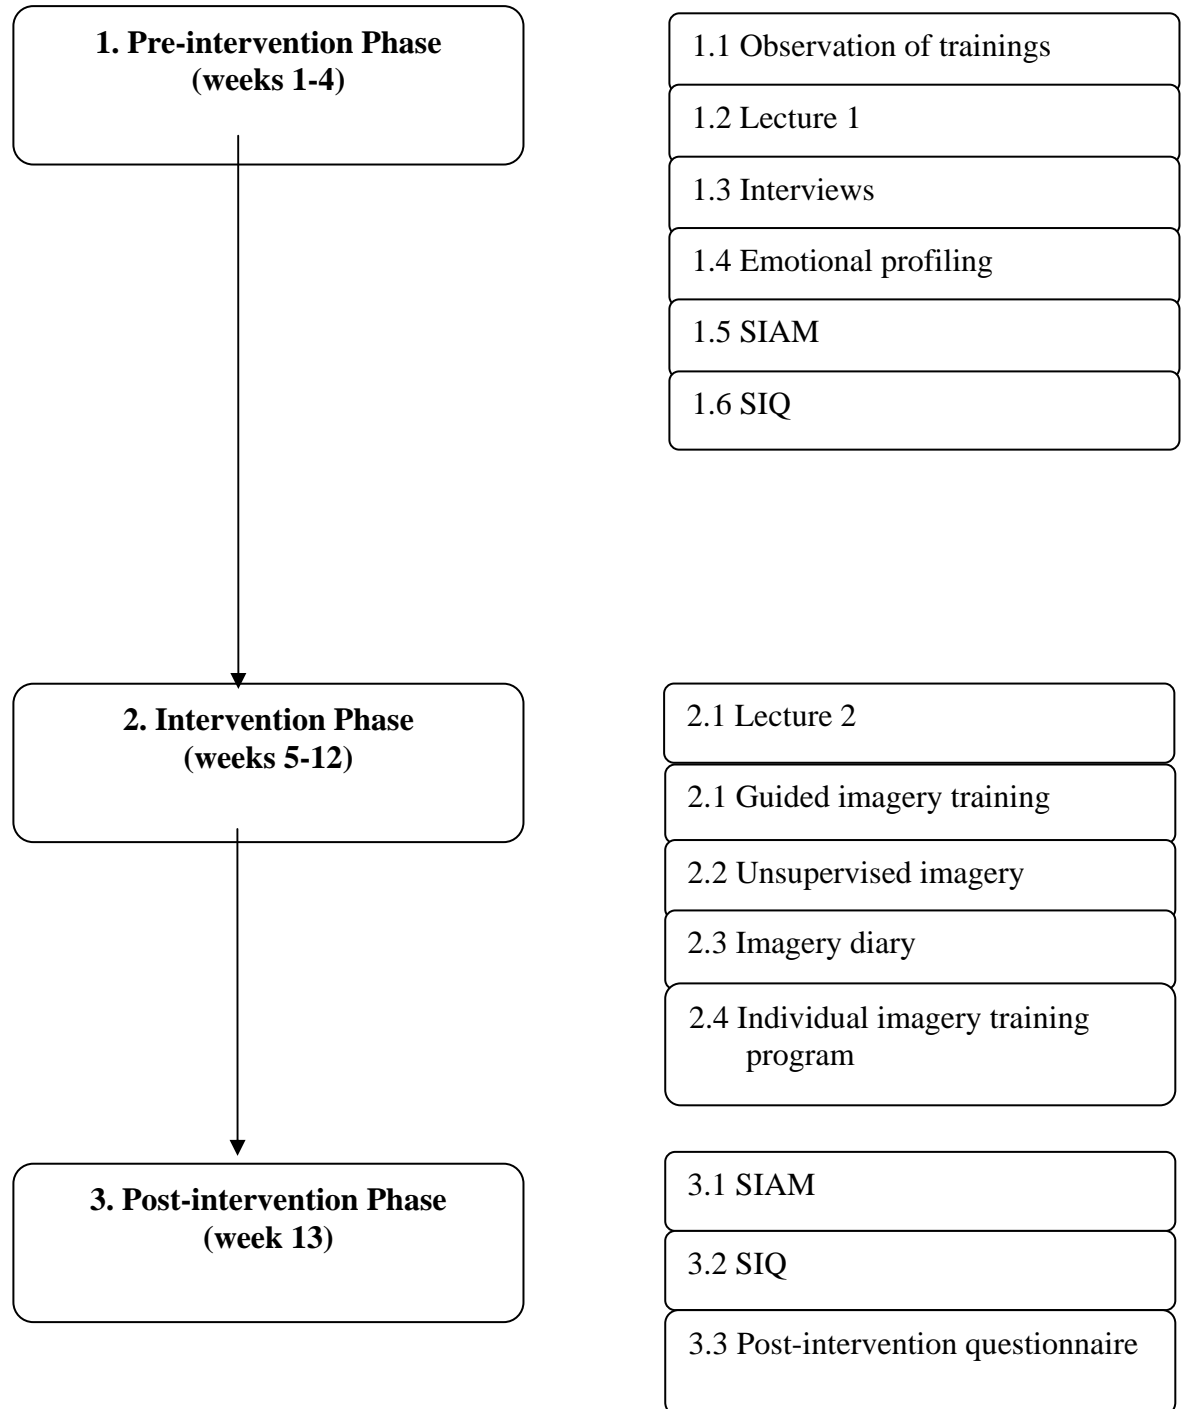 1. Pre-intervention Phase
(weeks 1-4)
1.1 Observation of trainings
1.2 Lecture 1
1.3 Interviews
1.4 Emotional profiling
1.5 SIAM
1.6 SIQ
2. Intervention Phase
(weeks 5-12)
2.1 Lecture 2
2.1 Guided imagery training
2.2 Unsupervised imagery
2.3 Imagery diary
2.4 Individual imagery training
program
3. Post-intervention Phase
(week 13)
3.1 SIAM
3.2 SIQ
3.3 Post-intervention questionnaire